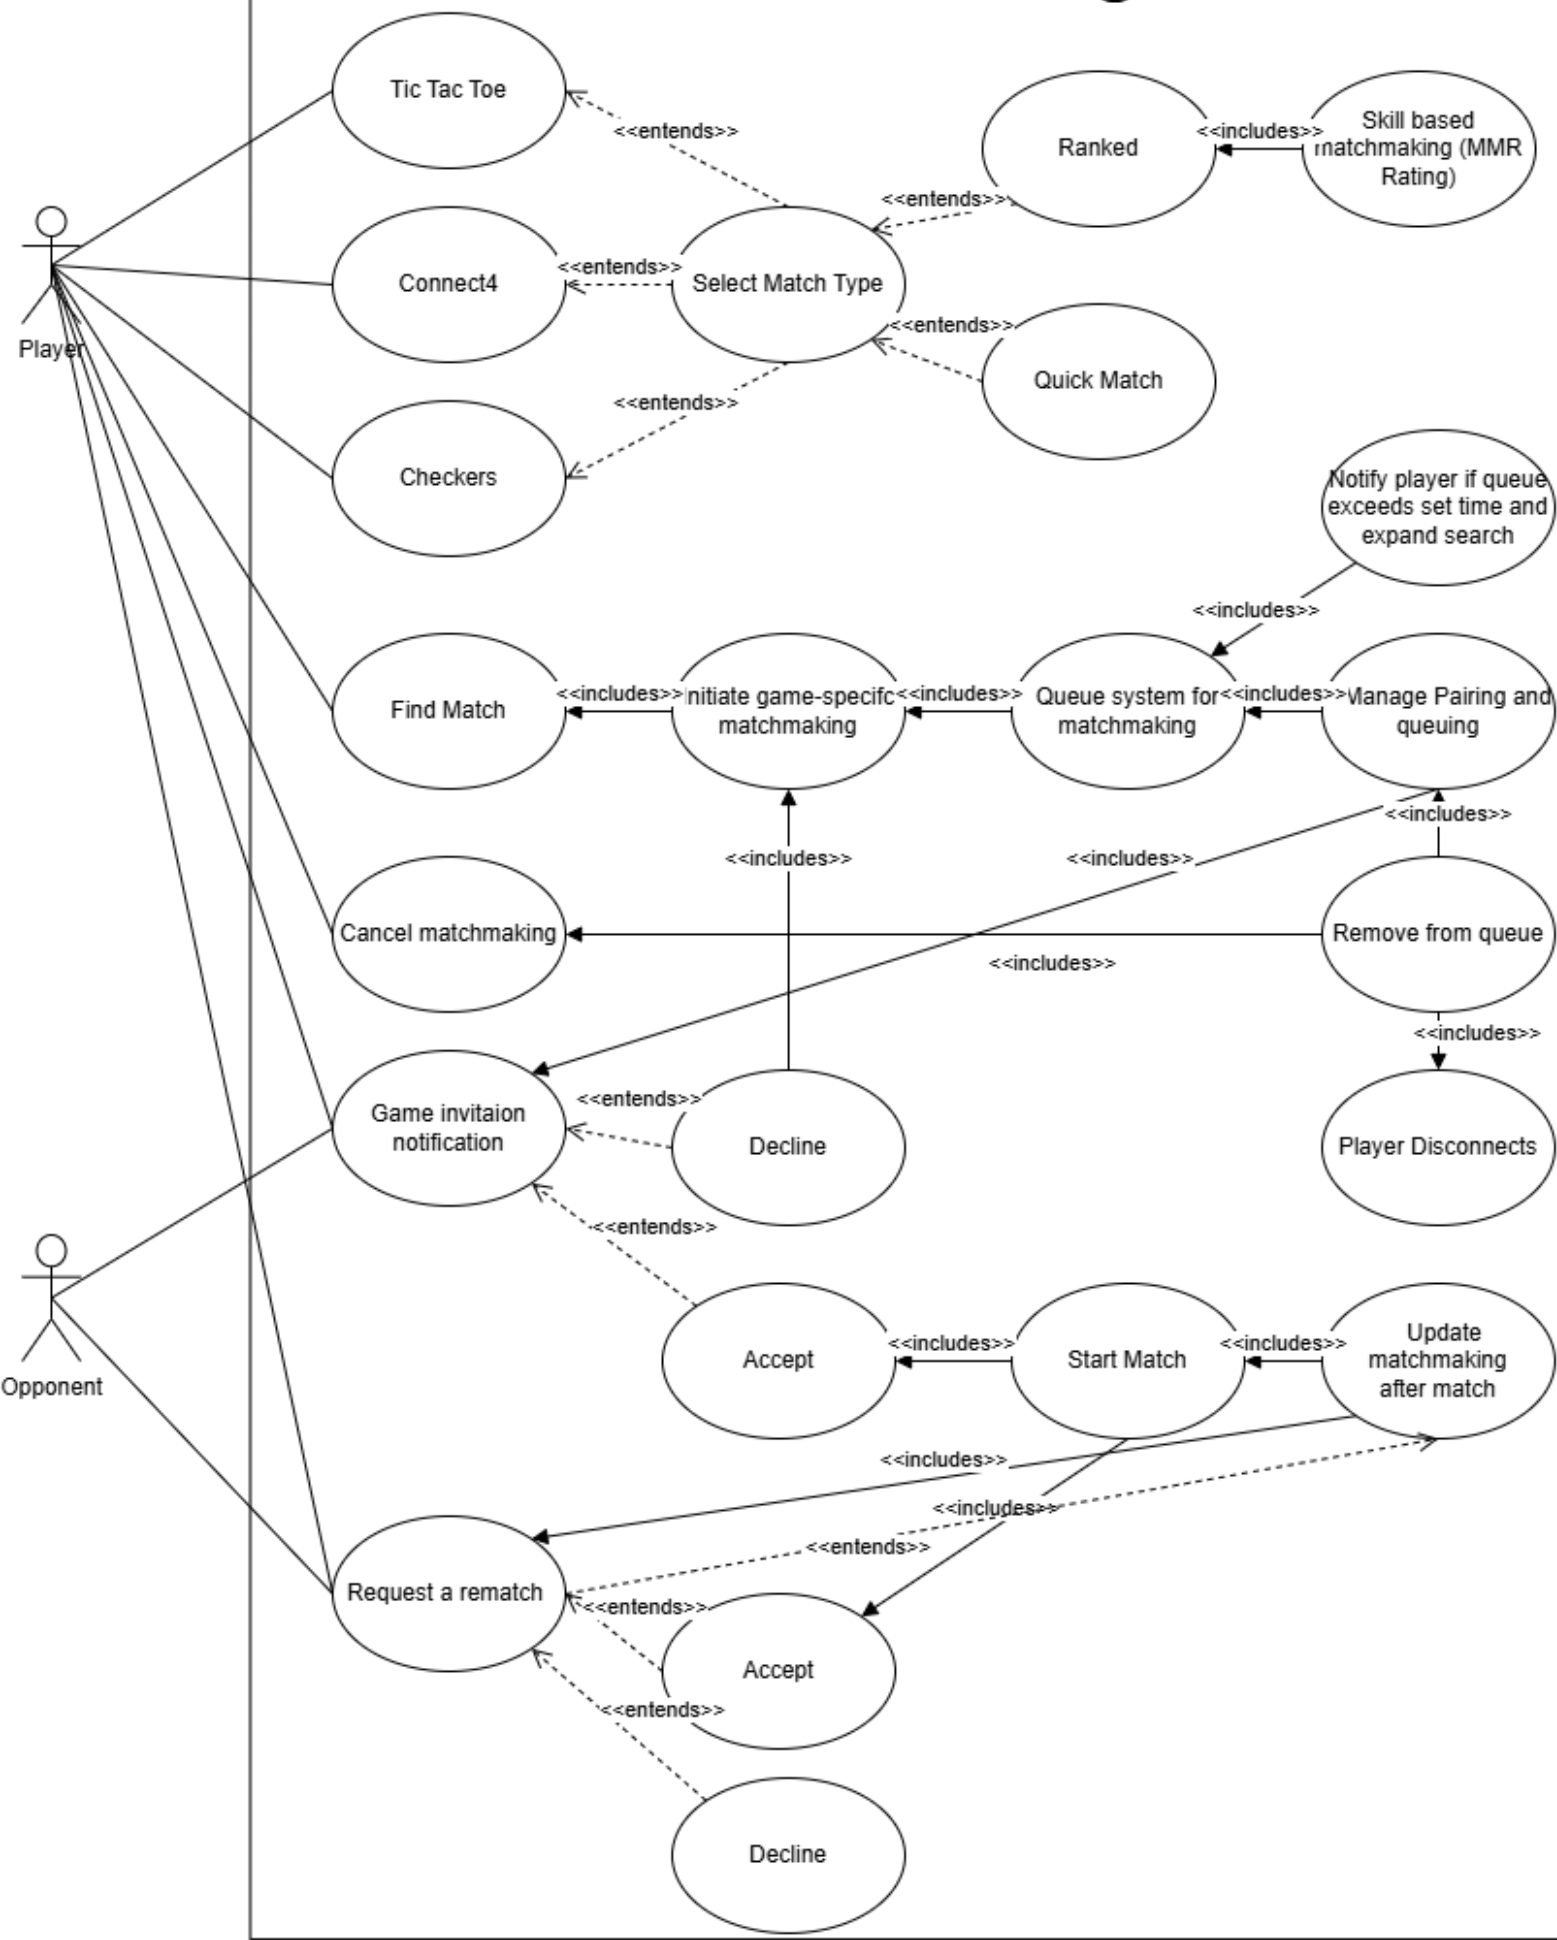 Tic Tac Toe
<<entends>>
Ranked
<<includes>>
Skill based
matchmaking (MMR
Rating)
<<entends>>
Player
Connect4
<<entends>>
Select Match Type
<<entends>>
Quick Match
<<entends>>
Checkers
Notify player if queue
exceeds set time and
expand search
<<includes>>
Find Match
<<includes>>
Initiate game-specifc
matchmaking
<<includes>>
Queue system for
matchmaking
<<includes>>
Manage Pairing and
queuing
<<includes>>
<<includes>>
<<includes>>
Cancel matchmaking
Remove from queue
<<includes>>
<<includes>>
Game invitaion
notification
<<entends>>
Decline
Player Disconnects
<<entends>>
Opponent
Accept
<<includes>>
Start Match
<<includes>>
Update
matchmaking
after match
<<includes>>
<<includes>>
<<entends>>
Request a rematch
<<entends>>
Accept
<<entends>>
Decline